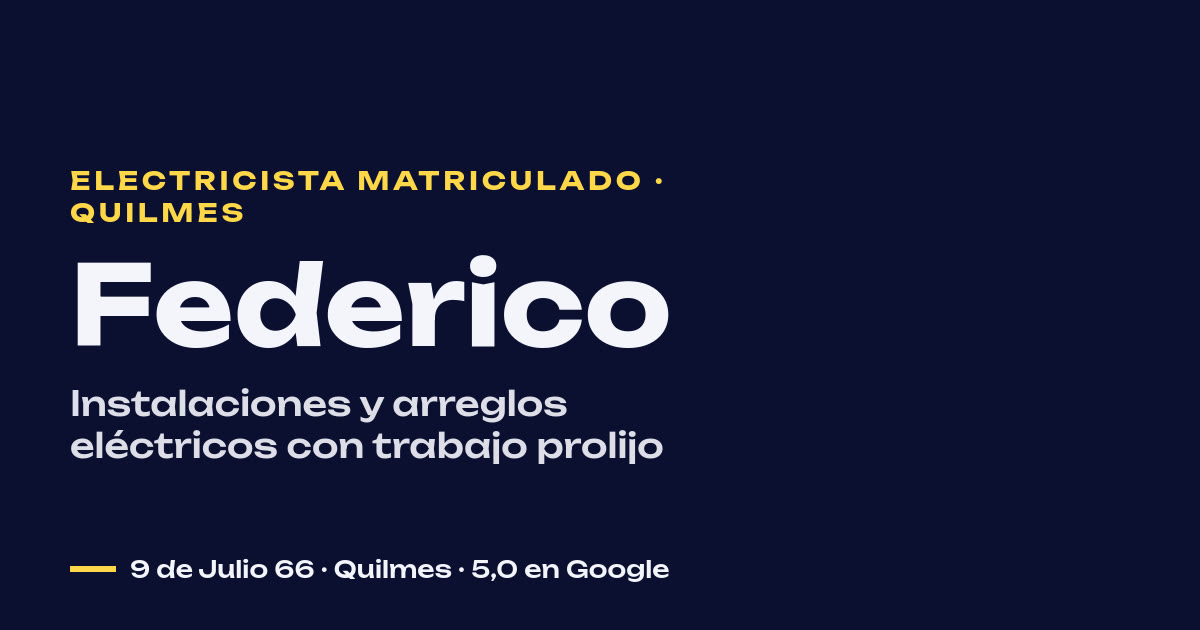 ELECTRICISTA MATRICULADO ·
QUILMES
Federico
Instalaciones y arreglos
eléctricos con trabajo prolijo
9 de Julio 66 · Quilmes · 5,0 en Google